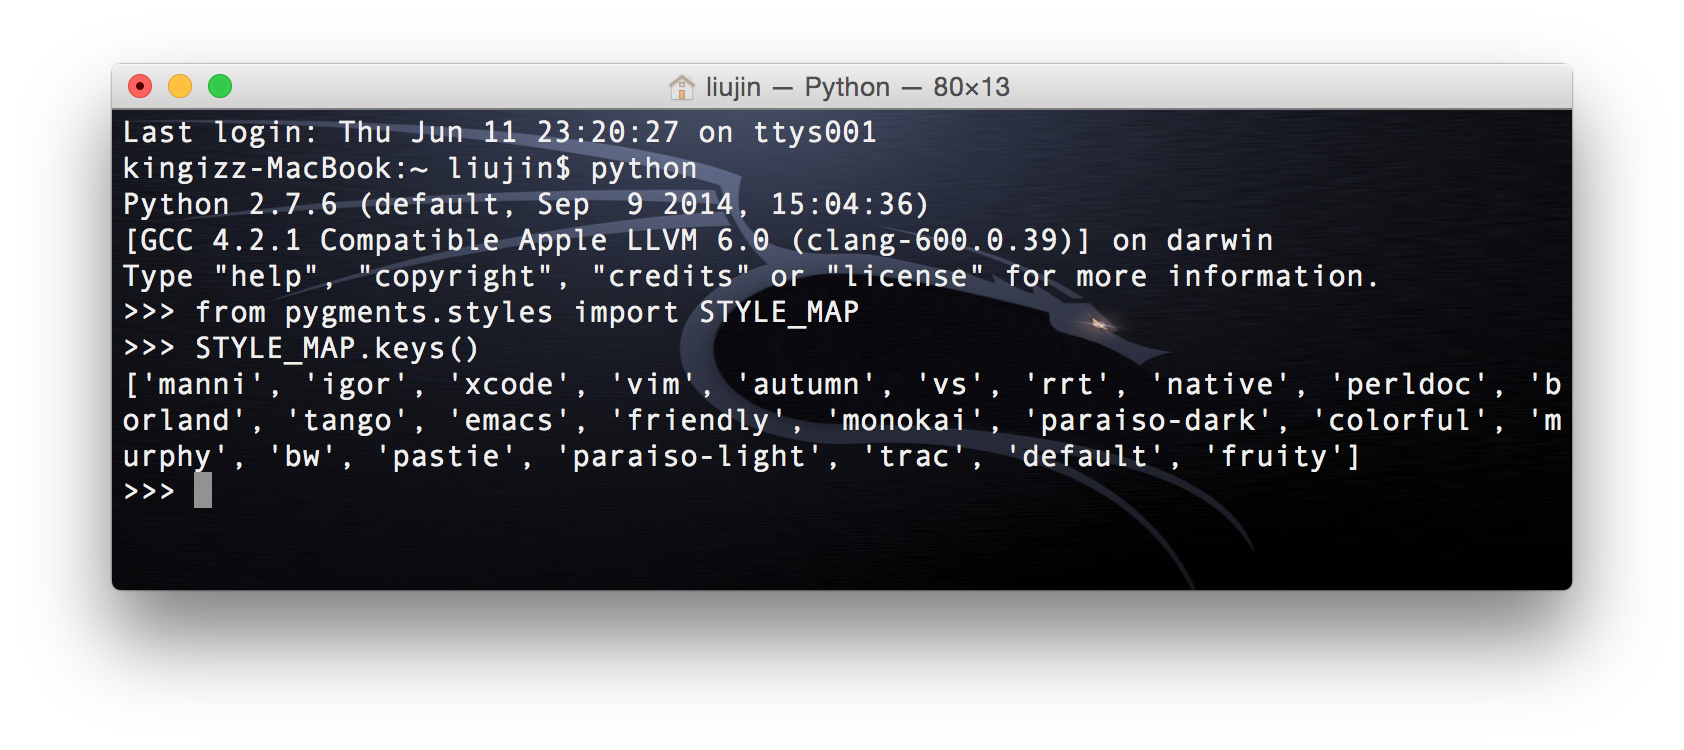 liujin — Python — 80×13
Last login: Thu Jun 11 23:20:27 on ttys001
kingizz-MacBook:~ liujin$ python
Python 2.7.6 (default, Sep  9 2014, 15:04:36)
[GCC 4.2.1 Compatible Apple LLVM 6.0 (clang-600.0.39)] on darwin
Type "help", "copyright", "credits" or "license" for more information.
>>> from pygments.styles import STYLE_MAP
>>> STYLE_MAP.keys()
['manni', 'igor', 'xcode', 'vim', 'autumn', 'vs', 'rrt', 'native', 'perldoc', 'b
orland', 'tango', 'emacs', 'friendly', 'monokai', 'paraiso-dark', 'colorful', 'm
urphy', 'bw', 'pastie', 'paraiso-light', 'trac', 'default', 'fruity']
>>>